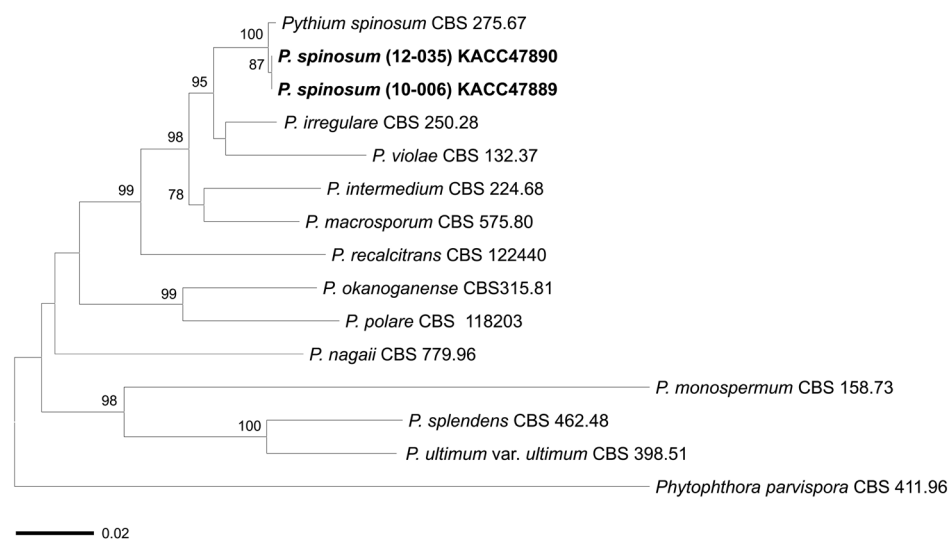 Pythium spinosum CBS 275.67
100
P. spinosum (12-035) KACC47890
87
P. spinosum (10-006) KACC47889
95
P. irregulare CBS 250.28
98
P. violae CBS 132.37
99
P. intermedium CBS 224.68
78
P. macrosporum CBS 575.80
P. recalcitrans CBS 122440
P. okanoganense CBS315.81
99
P. polare CBS 118203
P. nagaii CBS 779.96
P. monospermum CBS 158.73
98
P. splendens CBS 462.48
100
P. ultimum var. ultimum CBS 398.51
Phytophthora parvispora CBS 411.96
0.02